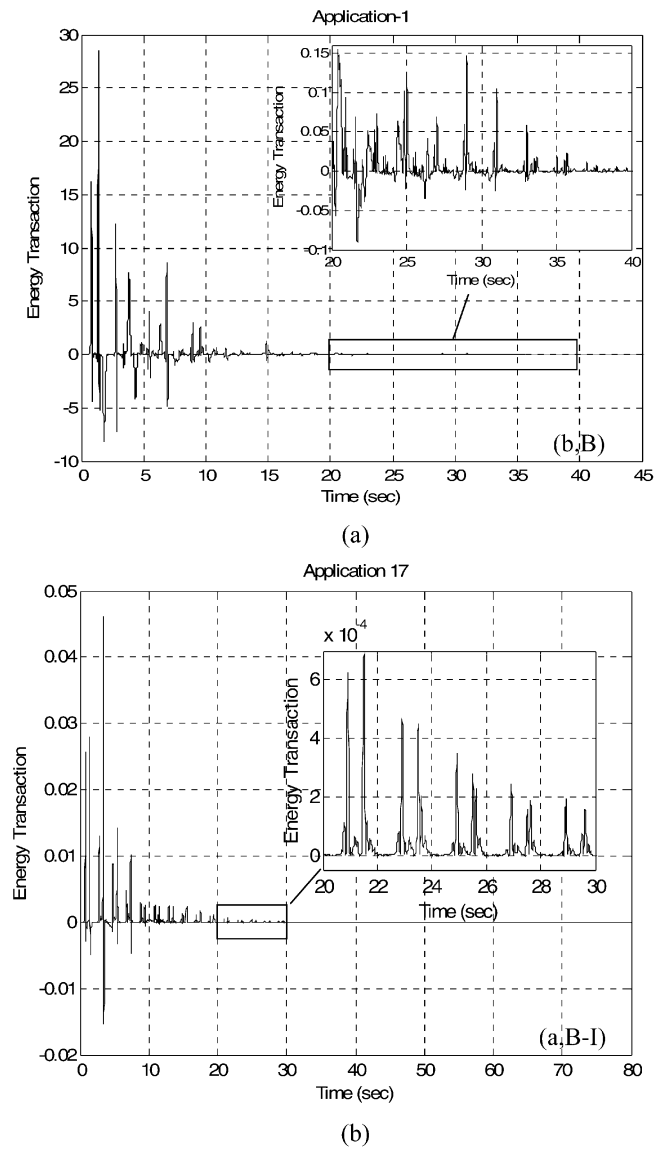 Application-1
30
25
20
15
10
5
0
-5
-10
Energy Transaction
0 5 10 15 20 25 30 35 40 45
Time (sec)
0.15
0.1
0.05
0
-0.05
-0.1
Energy Transaction
20 25 30 35 40
Time (sec)
(b,B)
(a)
Application 17
0.05
0.04
0.03
0.02
0.01
0
-0.01
-0.02
Energy Transaction
0 10 20 30 40 50 60 70 80
Time (sec)
x 10-4
6
4
2
0
Energy Transaction
20 22 24 26 28 30
Time (sec)
(a,B-I)
(b)